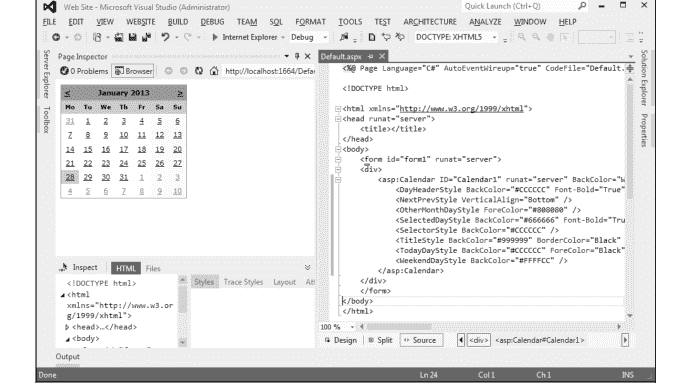 Web Site - Microsoft Visual Studio (Administrator)
Quick Launch (Ctrl+Q)
FILE EDIT VIEW WEBSITE BUILD DEBUG TEAM SQL FORMAT TOOLS TEST ARCHITECTURE ANALYZE WINDOW HELP
Internet Explorer Debug DOCTYPE: XHTML5
Server Explorer
Toolbox
Page Inspector
0 Problems Browser http://localhost:1664/Defau
< January 2013 >
Mo Tu We Th Fr Sa Su
31 1 2 3 4 5 6
7 8 9 10 11 12 13
14 15 16 17 18 19 20
21 22 23 24 25 26 27
28 29 30 31 1 2 3
4 5 6 7 8 9 10
Inspect HTML Files
<!DOCTYPE html>
<html
xmlns="http://www.w3.or
g/1999/xhtml">
<head>…</head>
<body>
Styles Trace Styles Layout Att
Default.aspx
<%@ Page Language="C#" AutoEventWireup="true" CodeFile="Default.
<!DOCTYPE html>
<html xmlns="http://www.w3.org/1999/xhtml">
<head runat="server">
<title></title>
</head>
<body>
<form id="form1" runat="server">
<div>
<asp:Calendar ID="Calendar1" runat="server" BackColor="W
<DayHeaderStyle BackColor="#CCCCCC" Font-Bold="True"
<NextPrevStyle VerticalAlign="Bottom" />
<OtherMonthDayStyle ForeColor="#808080" />
<SelectedDayStyle BackColor="#666666" Font-Bold="Tru
<SelectorStyle BackColor="#CCCCCC" />
<TitleStyle BackColor="#999999" BorderColor="Black"
<TodayDayStyle BackColor="#CCCCCC" ForeColor="Black"
<WeekendDayStyle BackColor="#FFFFCC" />
</asp:Calendar>
</div>
</form>
</body>
</html>
100 %
Design Split Source <div> <asp:Calendar#Calendar1>
Solution Explorer
Properties
Output
Done Ln 24 Col 1 Ch 1 INS